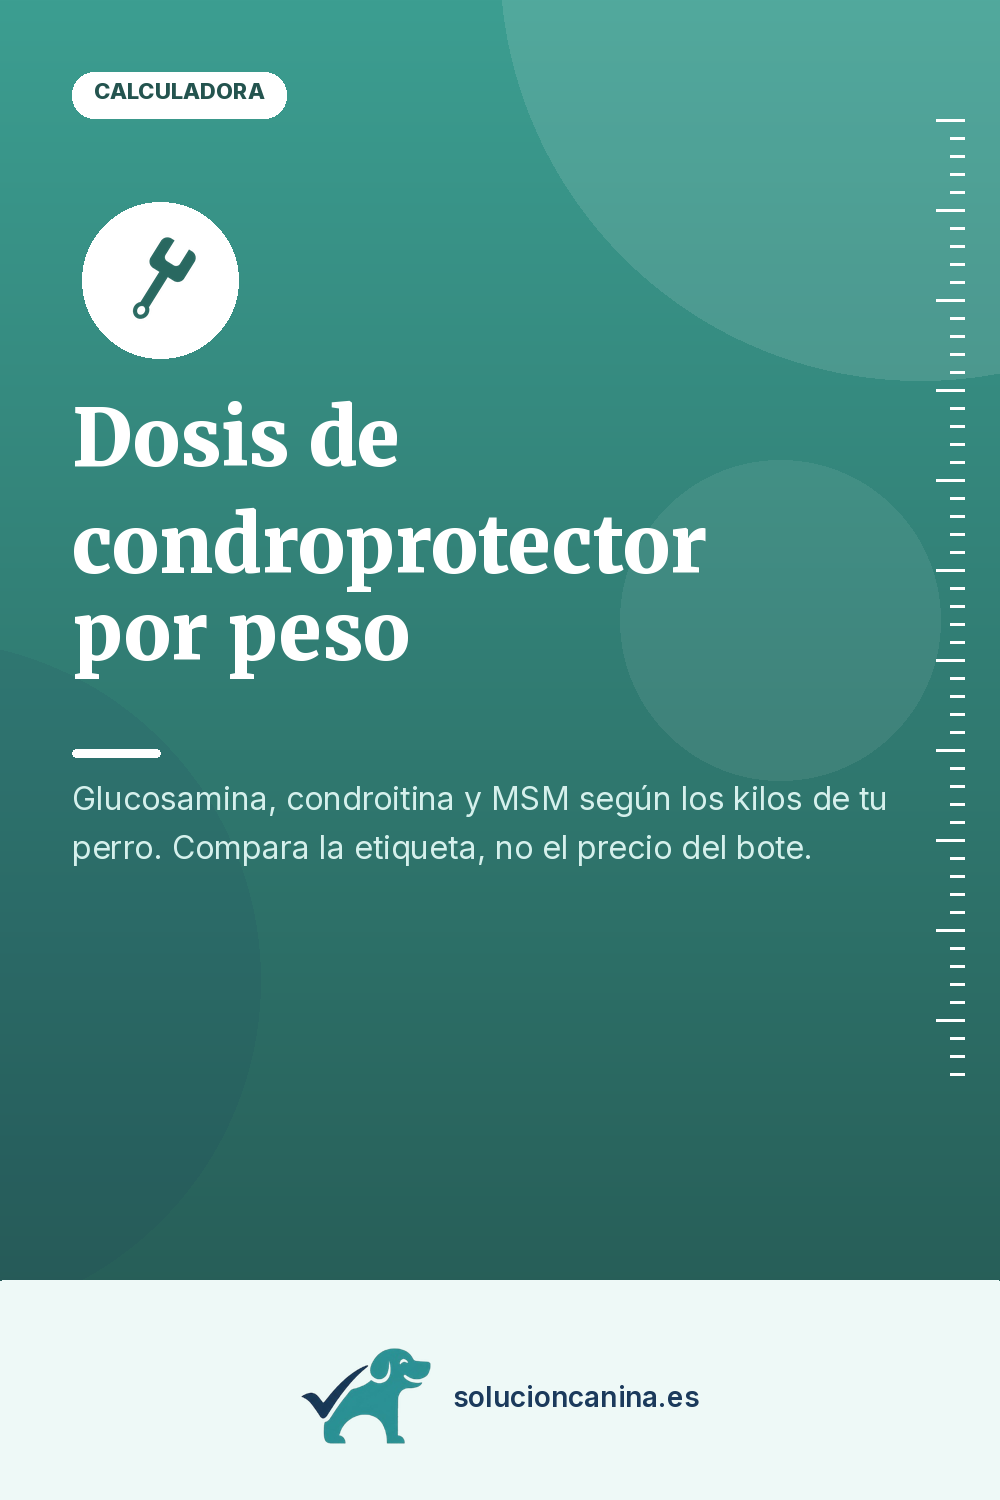 CALCULADORA
Dosis de
condroprotector
por peso
Glucosamina, condroitina y MSM según los kilos de tu
perro. Compara la etiqueta, no el precio del bote.
solucioncanina.es